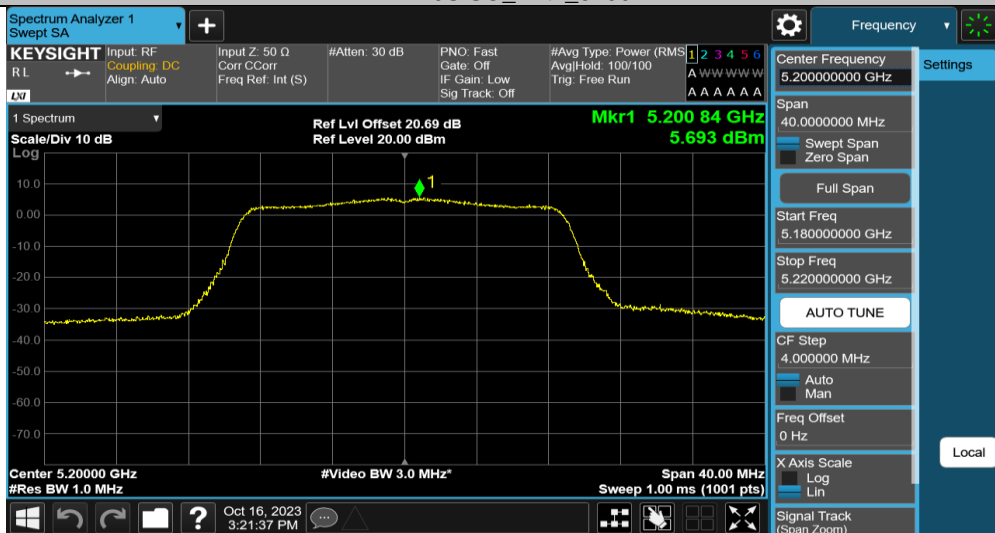 Spectrum Analyzer 1
Swept SA
Frequency
KEYSIGHT
R L
LXI
Input: RF
Coupling: DC
Align: Auto
Input Z: 50 Ω
Corr CCorr
Freq Ref: Int (S)
#Atten: 30 dB
PNO: Fast
Gate: Off
IF Gain: Low
Sig Track: Off
#Avg Type: Power (RMS
Avg|Hold: 100/100
Trig: Free Run
1 2 3 4 5 6
A W W W W W
A A A A A A
Center Frequency
5.200000000 GHz
Settings
Span
40.0000000 MHz
Swept Span
Zero Span
Full Span
Start Freq
5.180000000 GHz
Stop Freq
5.220000000 GHz
AUTO TUNE
CF Step
4.000000 MHz
Auto
Man
Freq Offset
0 Hz
X Axis Scale
Log
Lin
Signal Track
(Span Zoom)
Local
1 Spectrum
Scale/Div 10 dB
Log
Ref Lvl Offset 20.69 dB
Ref Level 20.00 dBm
Mkr1 5.200 84 GHz
5.693 dBm
1
10.0
0.00
-10.0
-20.0
-30.0
-40.0
-50.0
-60.0
-70.0
Center 5.20000 GHz
#Res BW 1.0 MHz
#Video BW 3.0 MHz*
Span 40.00 MHz
Sweep 1.00 ms (1001 pts)
?
Oct 16, 2023
3:21:37 PM